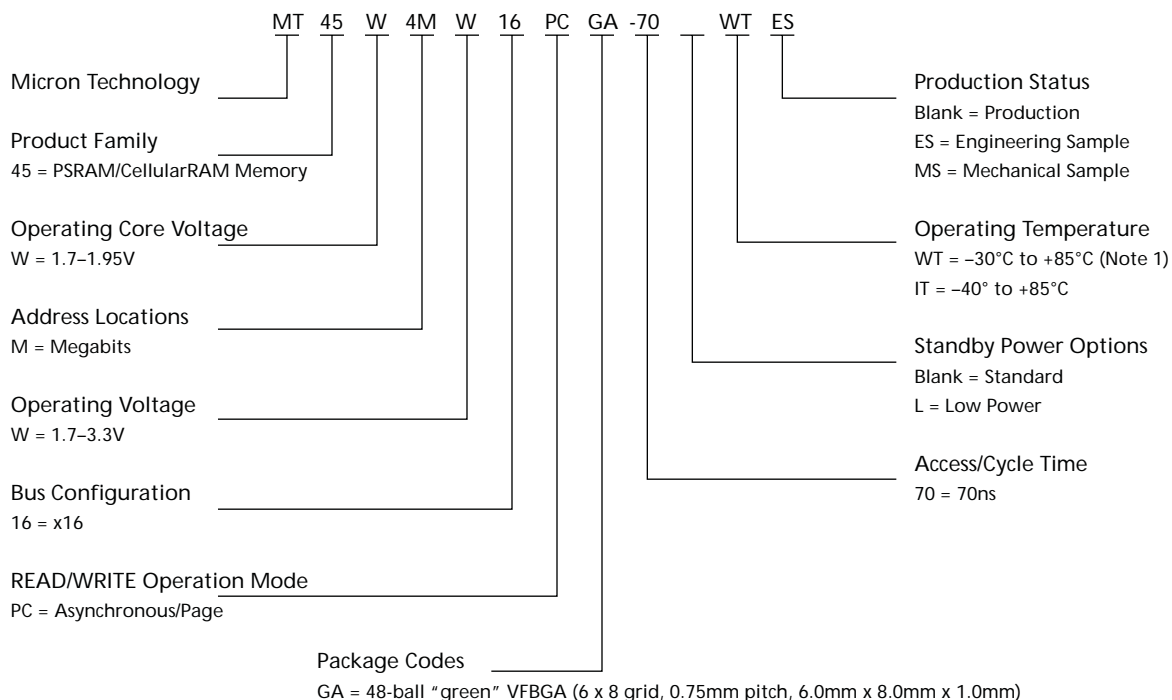 MT 45 W 4M W 16 PC GA -70 WT ES
Micron Technology
Product Family
45 = PSRAM/CellularRAM Memory
Operating Core Voltage
W = 1.7–1.95V
Address Locations
M = Megabits
Operating Voltage
W = 1.7–3.3V
Bus Configuration
16 = x16
READ/WRITE Operation Mode
PC = Asynchronous/Page
Package Codes
GA = 48-ball “green” VFBGA (6 x 8 grid, 0.75mm pitch, 6.0mm x 8.0mm x 1.0mm)
Production Status
Blank = Production
ES = Engineering Sample
MS = Mechanical Sample
Operating Temperature
WT = –30°C to +85°C (Note 1)
IT = –40° to +85°C
Standby Power Options
Blank = Standard
L = Low Power
Access/Cycle Time
70 = 70ns